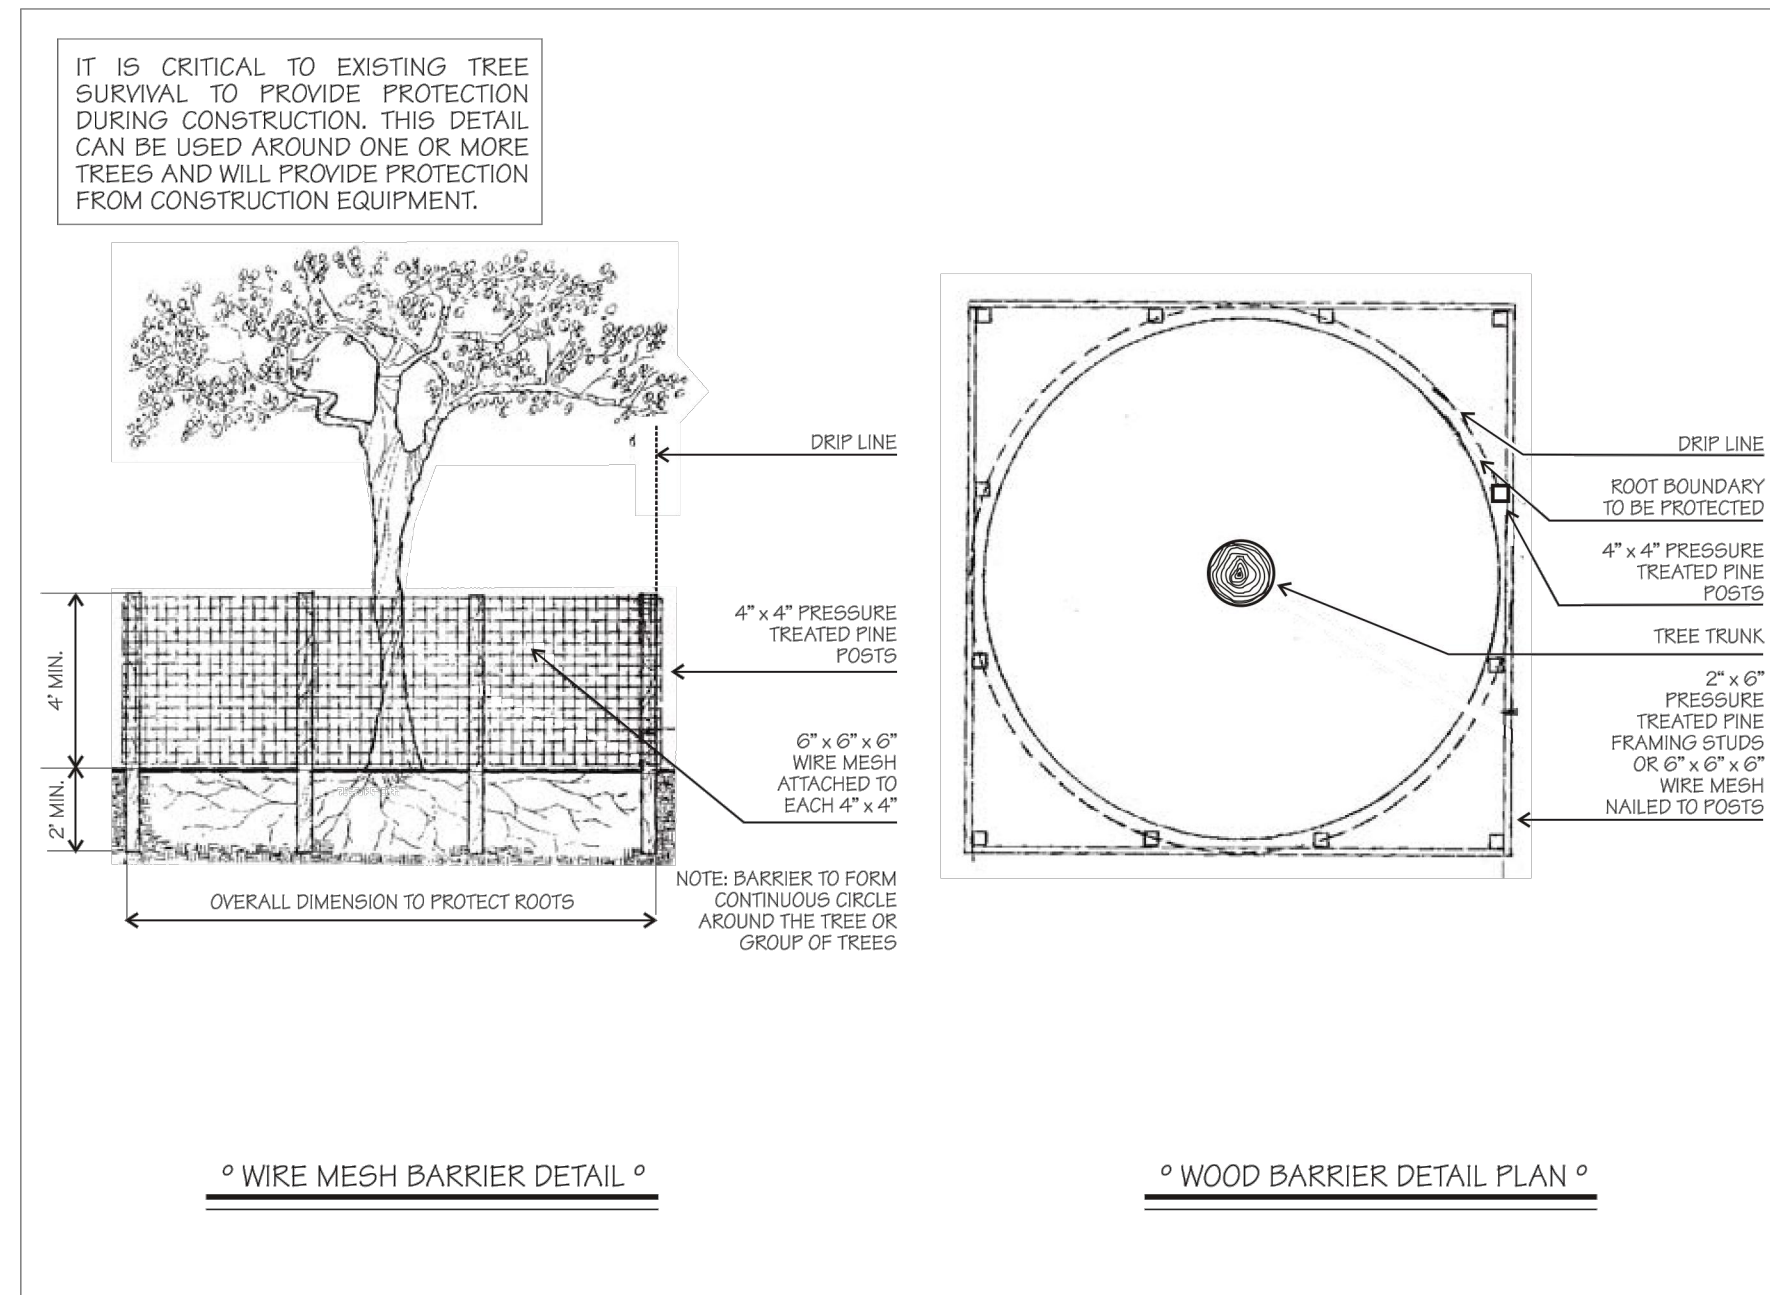 IT IS CRITICAL TO EXISTING TREE
SURVIVAL TO PROVIDE PROTECTION
DURING CONSTRUCTION. THIS DETAIL
CAN BE USED AROUND ONE OR MORE
TREES AND WILL PROVIDE PROTECTION
FROM CONSTRUCTION EQUIPMENT.
DRIP LINE
4" x 4" PRESSURE
TREATED PINE
POSTS
6" x 6" x 6"
WIRE MESH
ATTACHED TO
EACH 4" x 4"
4' MIN.
2' MIN.
OVERALL DIMENSION TO PROTECT ROOTS
NOTE: BARRIER TO FORM
CONTINUOUS CIRCLE
AROUND THE TREE OR
GROUP OF TREES
° WIRE MESH BARRIER DETAIL °
DRIP LINE
ROOT BOUNDARY
TO BE PROTECTED
4" x 4" PRESSURE
TREATED PINE
POSTS
TREE TRUNK
2" x 6"
PRESSURE
TREATED PINE
FRAMING STUDS
OR 6" x 6" x 6"
WIRE MESH
NAILED TO POSTS
° WOOD BARRIER DETAIL PLAN °